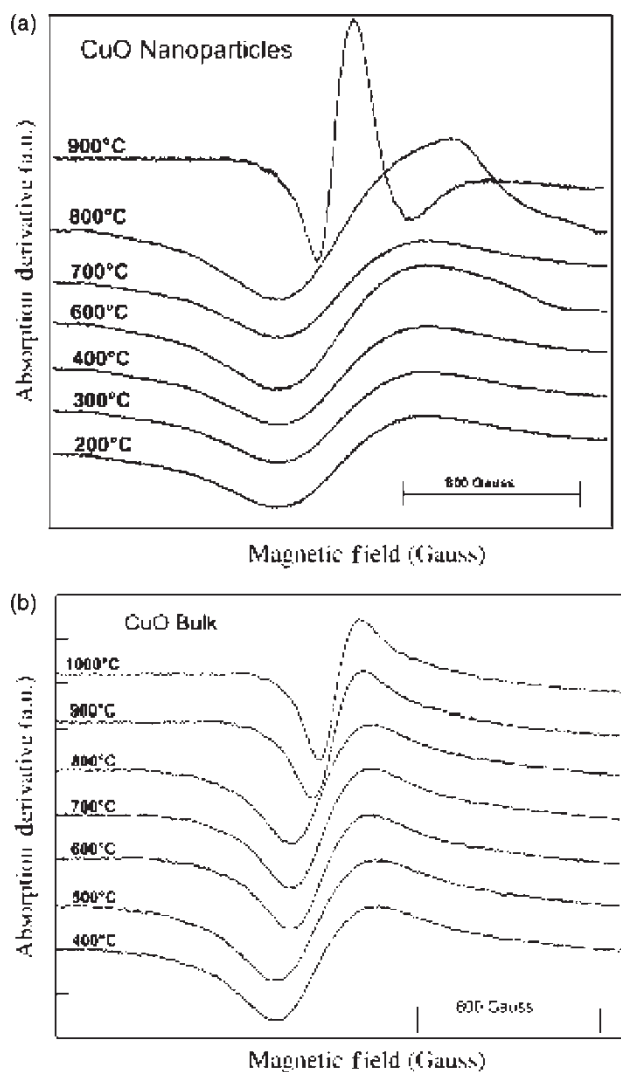 (a)
CuO Nanoparticles
Absorption derivative (a.u.)
900°C
800°C
700°C
600°C
400°C
300°C
200°C
Gauss
Magnetic field (Gauss)
(b)
CuO Bulk
Absorption derivative (a.u.)
1000°C
900°C
800°C
700°C
600°C
500°C
400°C
600 Gauss
Magnetic field (Gauss)